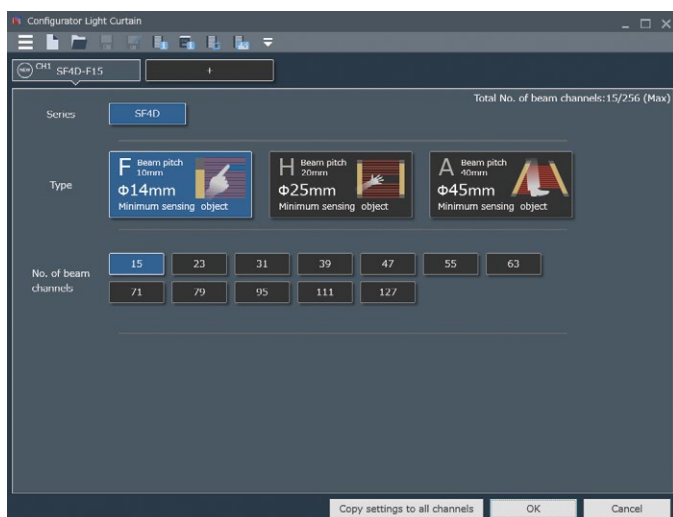 Configurator Light Curtain
NEW CH1 SF4D-F15
+
Total No. of beam channels:15/256 (Max)
Series
SF4D
Type
F Beam pitch
10mm
Φ14mm
Minimum sensing object
H Beam pitch
20mm
Φ25mm
Minimum sensing object
A Beam pitch
40mm
Φ45mm
Minimum sensing object
No. of beam
channels
15 23 31 39 47 55 63
71 79 95 111 127
Copy settings to all channels OK Cancel